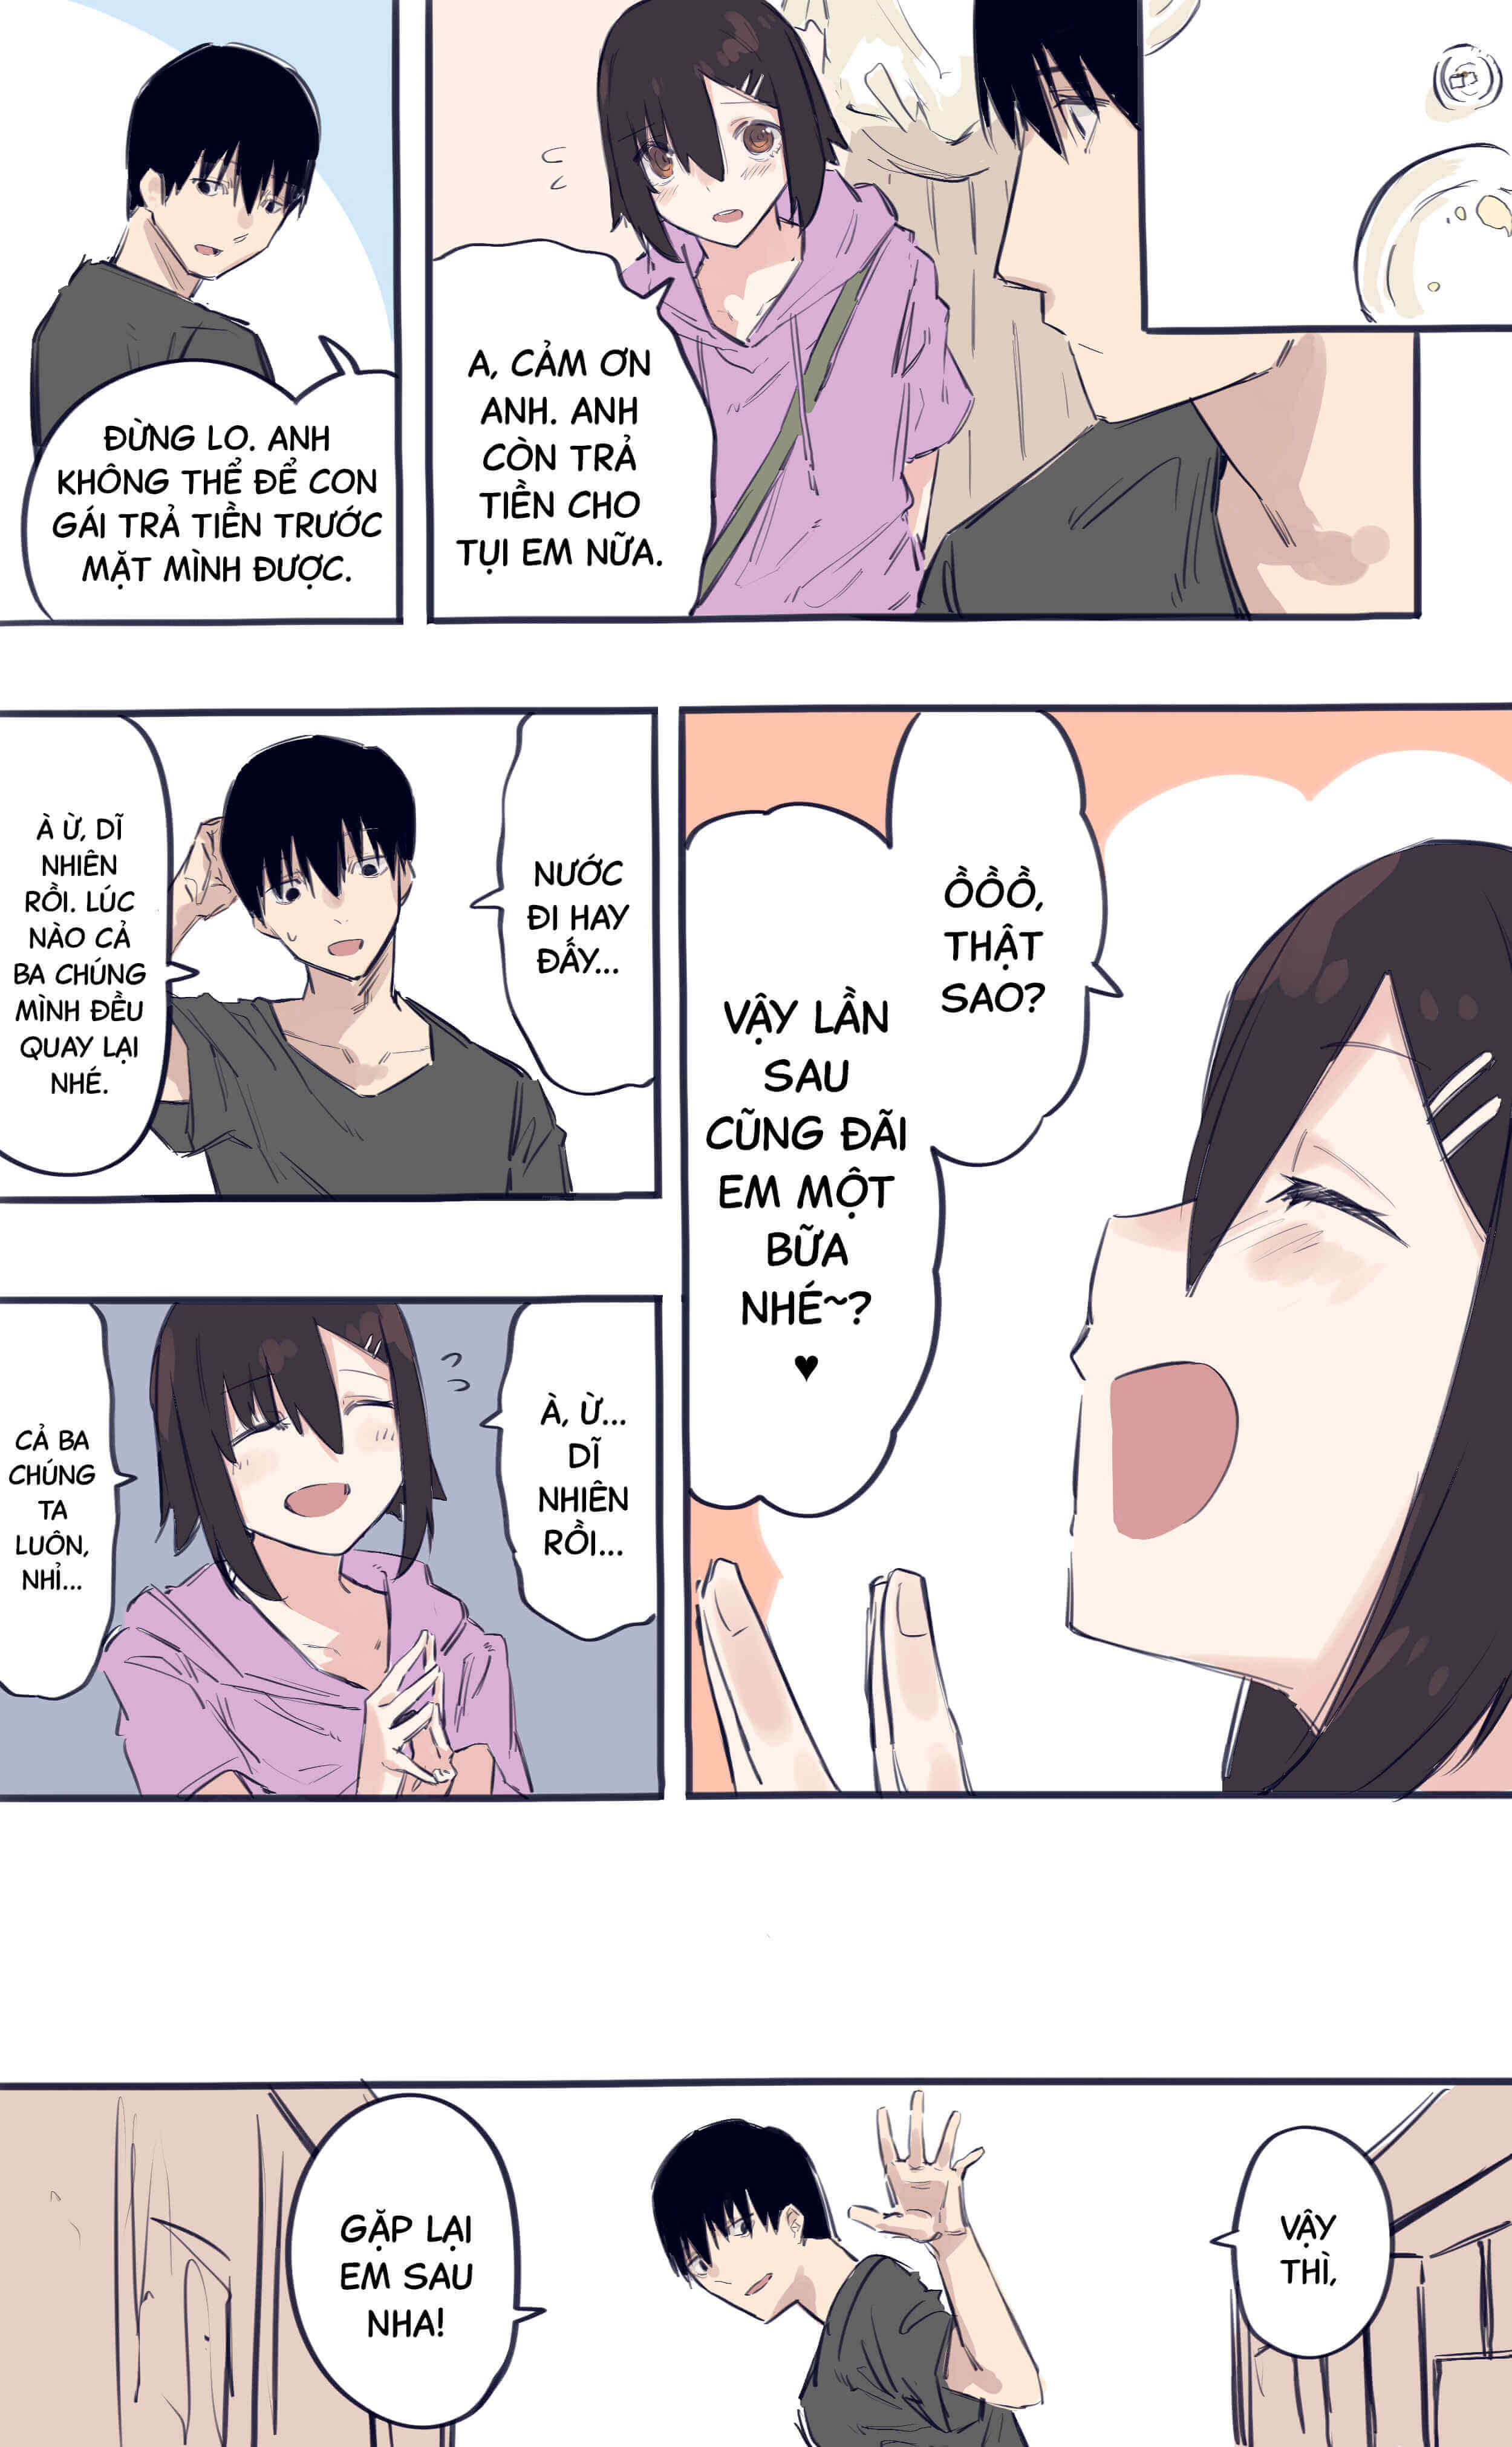 A, CẢM ƠN
ANH. ANH
CÒN TRẢ
TIỀN CHO
TỤI EM NỮA.
ĐỪNG LO. ANH
KHÔNG THỂ ĐỂ CON
GÁI TRẢ TIỀN TRƯỚC
MẶT MÌNH ĐƯỢC.
ỒỒỒ,
THẬT
SAO?
VẬY LẦN
SAU
CŨNG ĐÃI
EM MỘT
BỮA
NHÉ~?
♥
NƯỚC
ĐI HAY
ĐẤY...
À Ừ, DĨ
NHIÊN
RỒI. LÚC
NÀO CẢ
BA CHÚNG
MÌNH ĐỀU
QUAY LẠI
NHÉ.
À, Ừ...
DĨ
NHIÊN
RỒI...
CẢ BA
CHÚNG
TA
LUÔN,
NHỈ...
VẬY
THÌ,
GẶP LẠI
EM SAU
NHA!